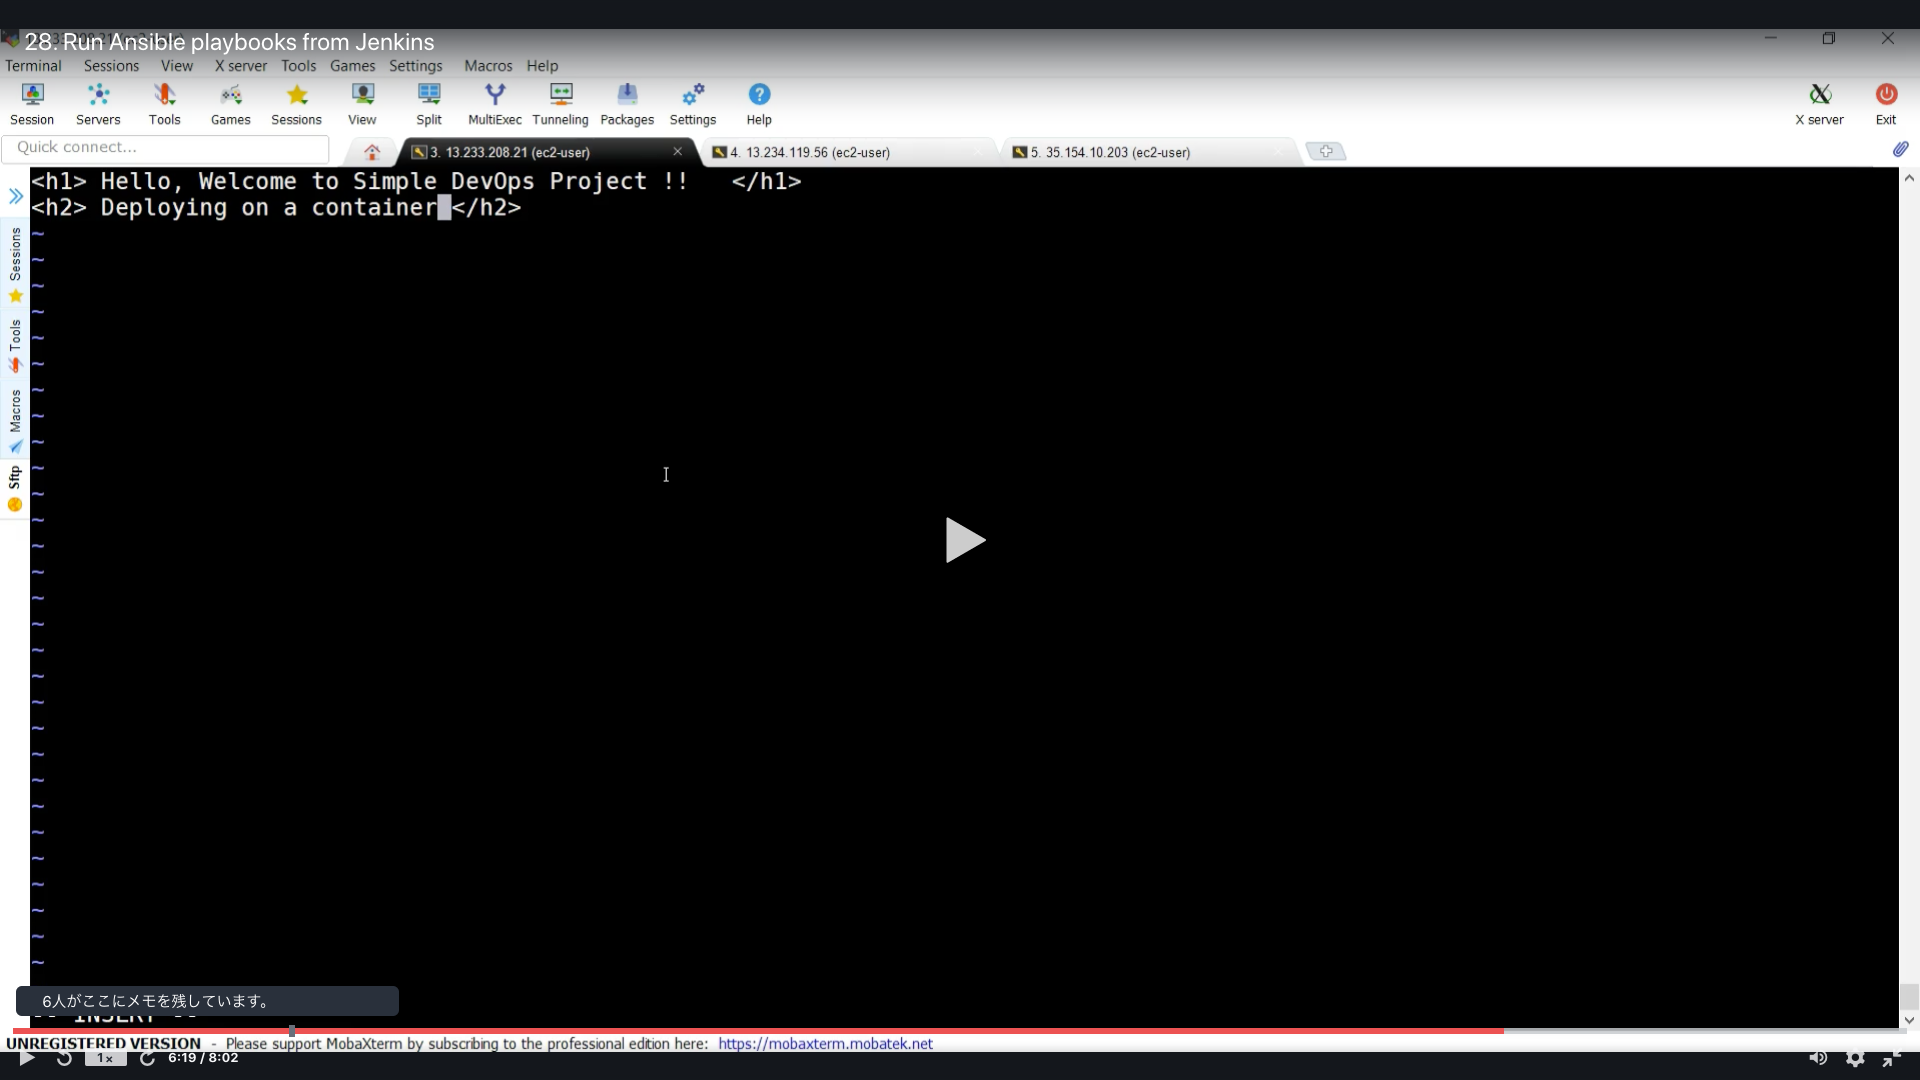 28. Run Ansible playbooks from Jenkins
Terminal Sessions View X server Tools Games Settings Macros Help
Session Servers Tools Games Sessions View Split MultiExec Tunneling Packages Settings Help X server Exit
Quick connect...
3. 13.233.208.21 (ec2-user)
4. 13.234.119.56 (ec2-user)
5. 35.154.10.203 (ec2-user)
<h1> Hello, Welcome to Simple DevOps Project !!   </h1>
<h2> Deploying on a container </h2>
Sessions
Tools
Macros
Sftp
6人がここにメモを残しています。
-- INSERT --
UNREGISTERED VERSION - Please support MobaXterm by subscribing to the professional edition here: https://mobaxterm.mobatek.net
1x
6:19 / 8:02